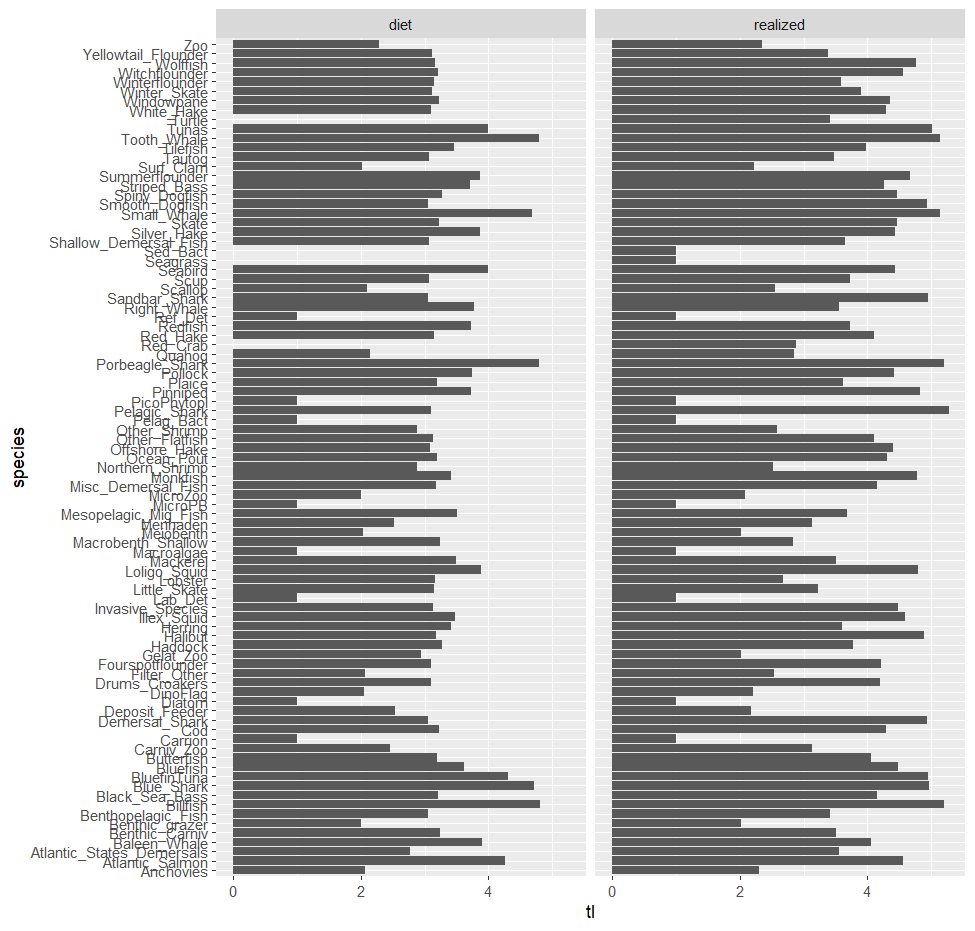 diet
realized
Zoo
Yellowtail_Flounder
Wolffish
Witchflounder
Winterflounder
Winter_Skate
Windowpane
White_Hake
Turtle
Tunas
Tooth_Whale
Tilefish
Tautog
Surf_Clam
Summerflounder
Striped_Bass
Spiny_Dogfish
Smooth_Dogfish
Small_Whale
Skate
Silver_Hake
Shallow_Demersal_Fish
Sed_Bact
Seagrass
Seabird
Scup
Scallop
Sandbar_Shark
Right_Whale
Ref_Det
Redfish
Red_Hake
Red_Crab
Quahog
Porbeagle_Shark
Pollock
Plaice
Pinniped
PicoPhytopl
Pelagic_Shark
Pelag_Bact
Other_Shrimp
Other_Flatfish
Offshore_Hake
Ocean_Pout
Northern_Shrimp
Monkfish
Misc_Demersal_Fish
MicroZoo
MicroPB
Mesopelagic_Mig_Fish
Menhaden
Meiobenth
Macrobenth_Shallow
Macroalgae
Mackerel
Loligo_Squid
Lobster
Little_Skate
Lab_Det
Invasive_Species
Illex_Squid
Herring
Halibut
Haddock
Gelat_Zoo
Fourspotflounder
Filter_Other
Drums_Croakers
DinoFlag
Diatom
Deposit_Feeder
Demersal_Shark
Cod
Carrion
Carniv_Zoo
Butterfish
Bluefish
BluefinTuna
Blue_Shark
Black_Sea_Bass
Billfish
Benthopelagic_Fish
Benthic_grazer
Benthic_Carniv
Baleen_Whale
Atlantic_States_Demersals
Atlantic_Salmon
Anchovies
species
0 2 4
0 2 4
tl